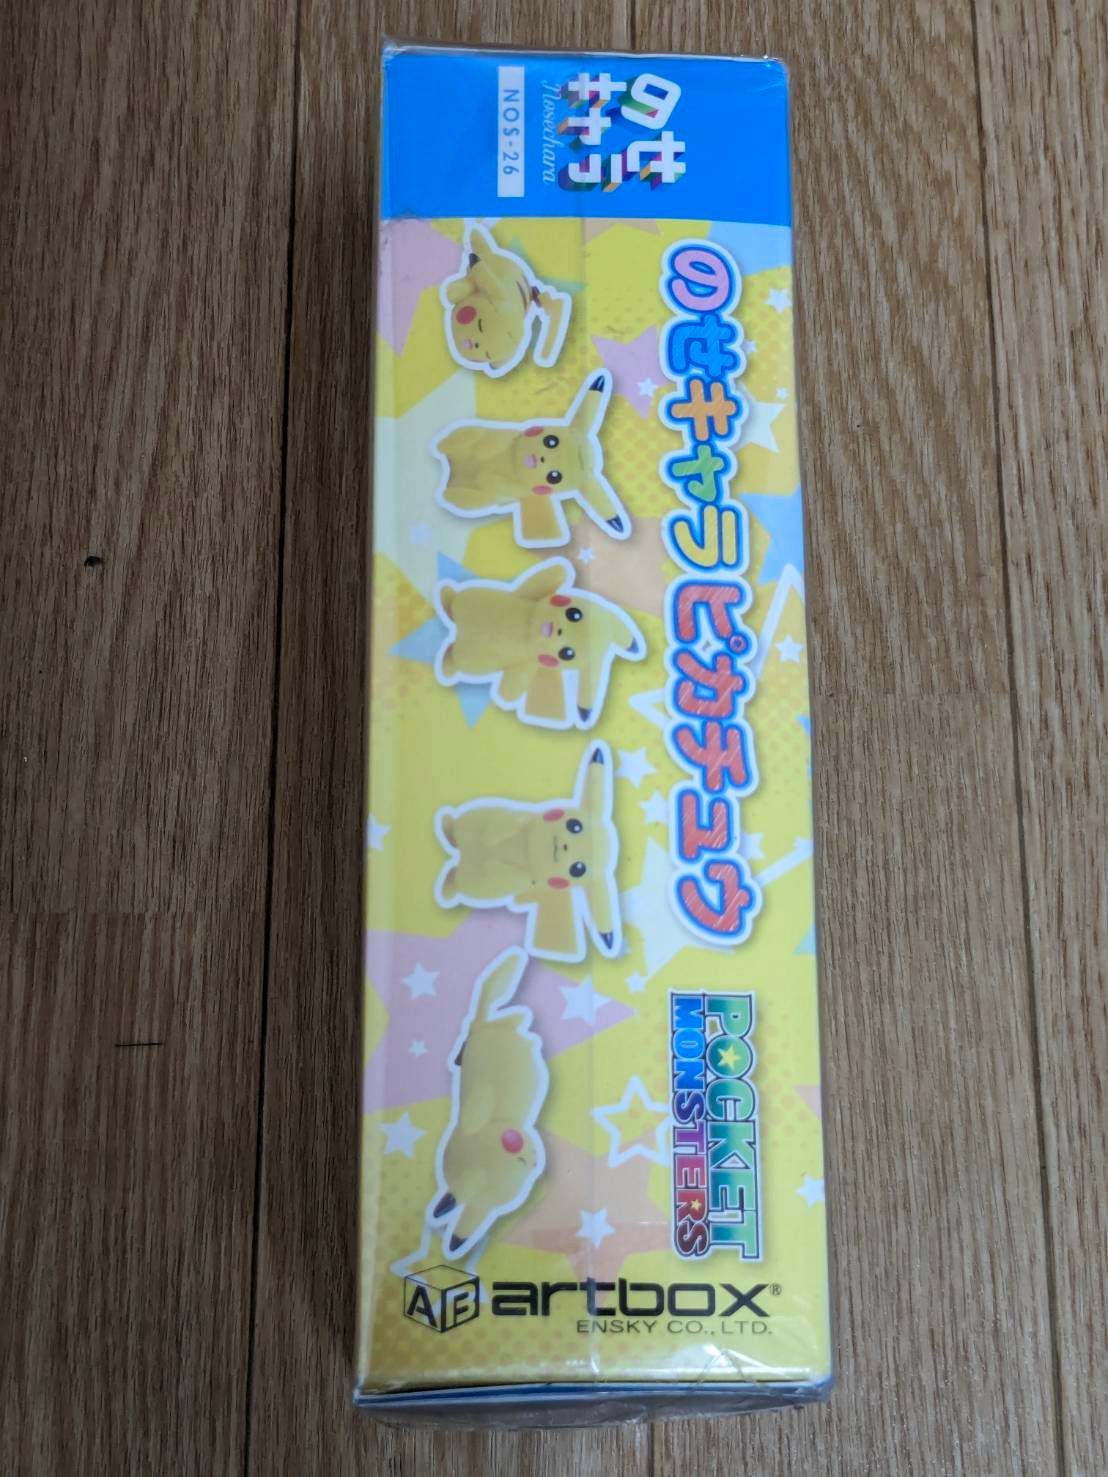 のせ
キャラ
Nosechara
NOS-26
のせキャラピカチュウ
POCKET
MONSTERS
AB
artbox®
ENSKY CO., LTD.